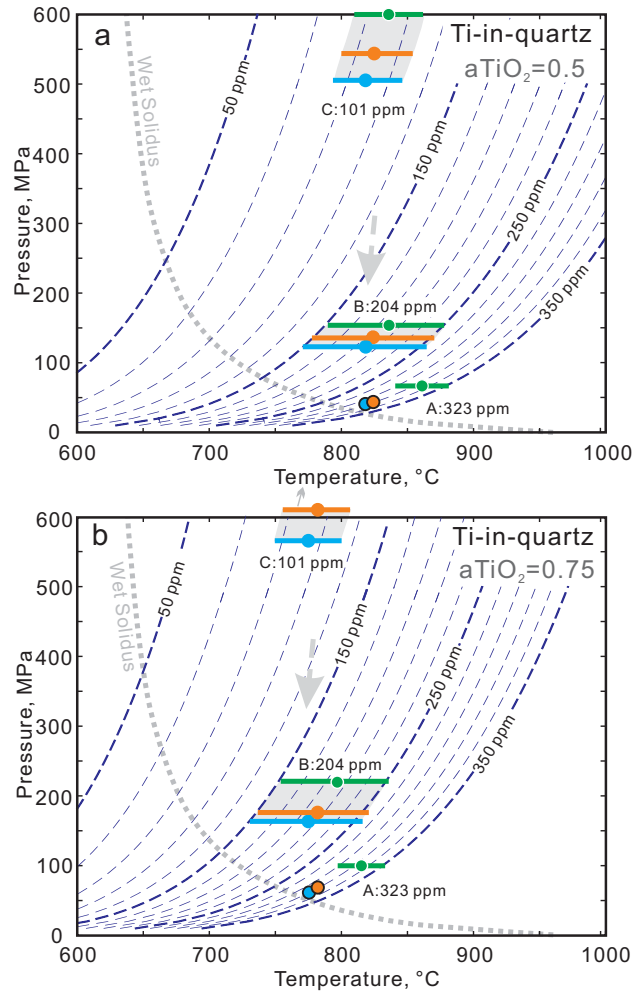 600
a
Ti-in-quartz
aTiO₂=0.5
Wet Solidus
50 ppm
C:101 ppm
500
150 ppm
400
250 ppm
Pressure, MPa
300
350 ppm
200
B:204 ppm
100
A:323 ppm
0
600
700
800
900
1000
Temperature, °C
600
b
Ti-in-quartz
aTiO₂=0.75
Wet Solidus
50 ppm
C:101 ppm
500
150 ppm
400
250 ppm
Pressure, MPa
300
350 ppm
B:204 ppm
200
100
A:323 ppm
0
600
700
800
900
1000
Temperature, °C